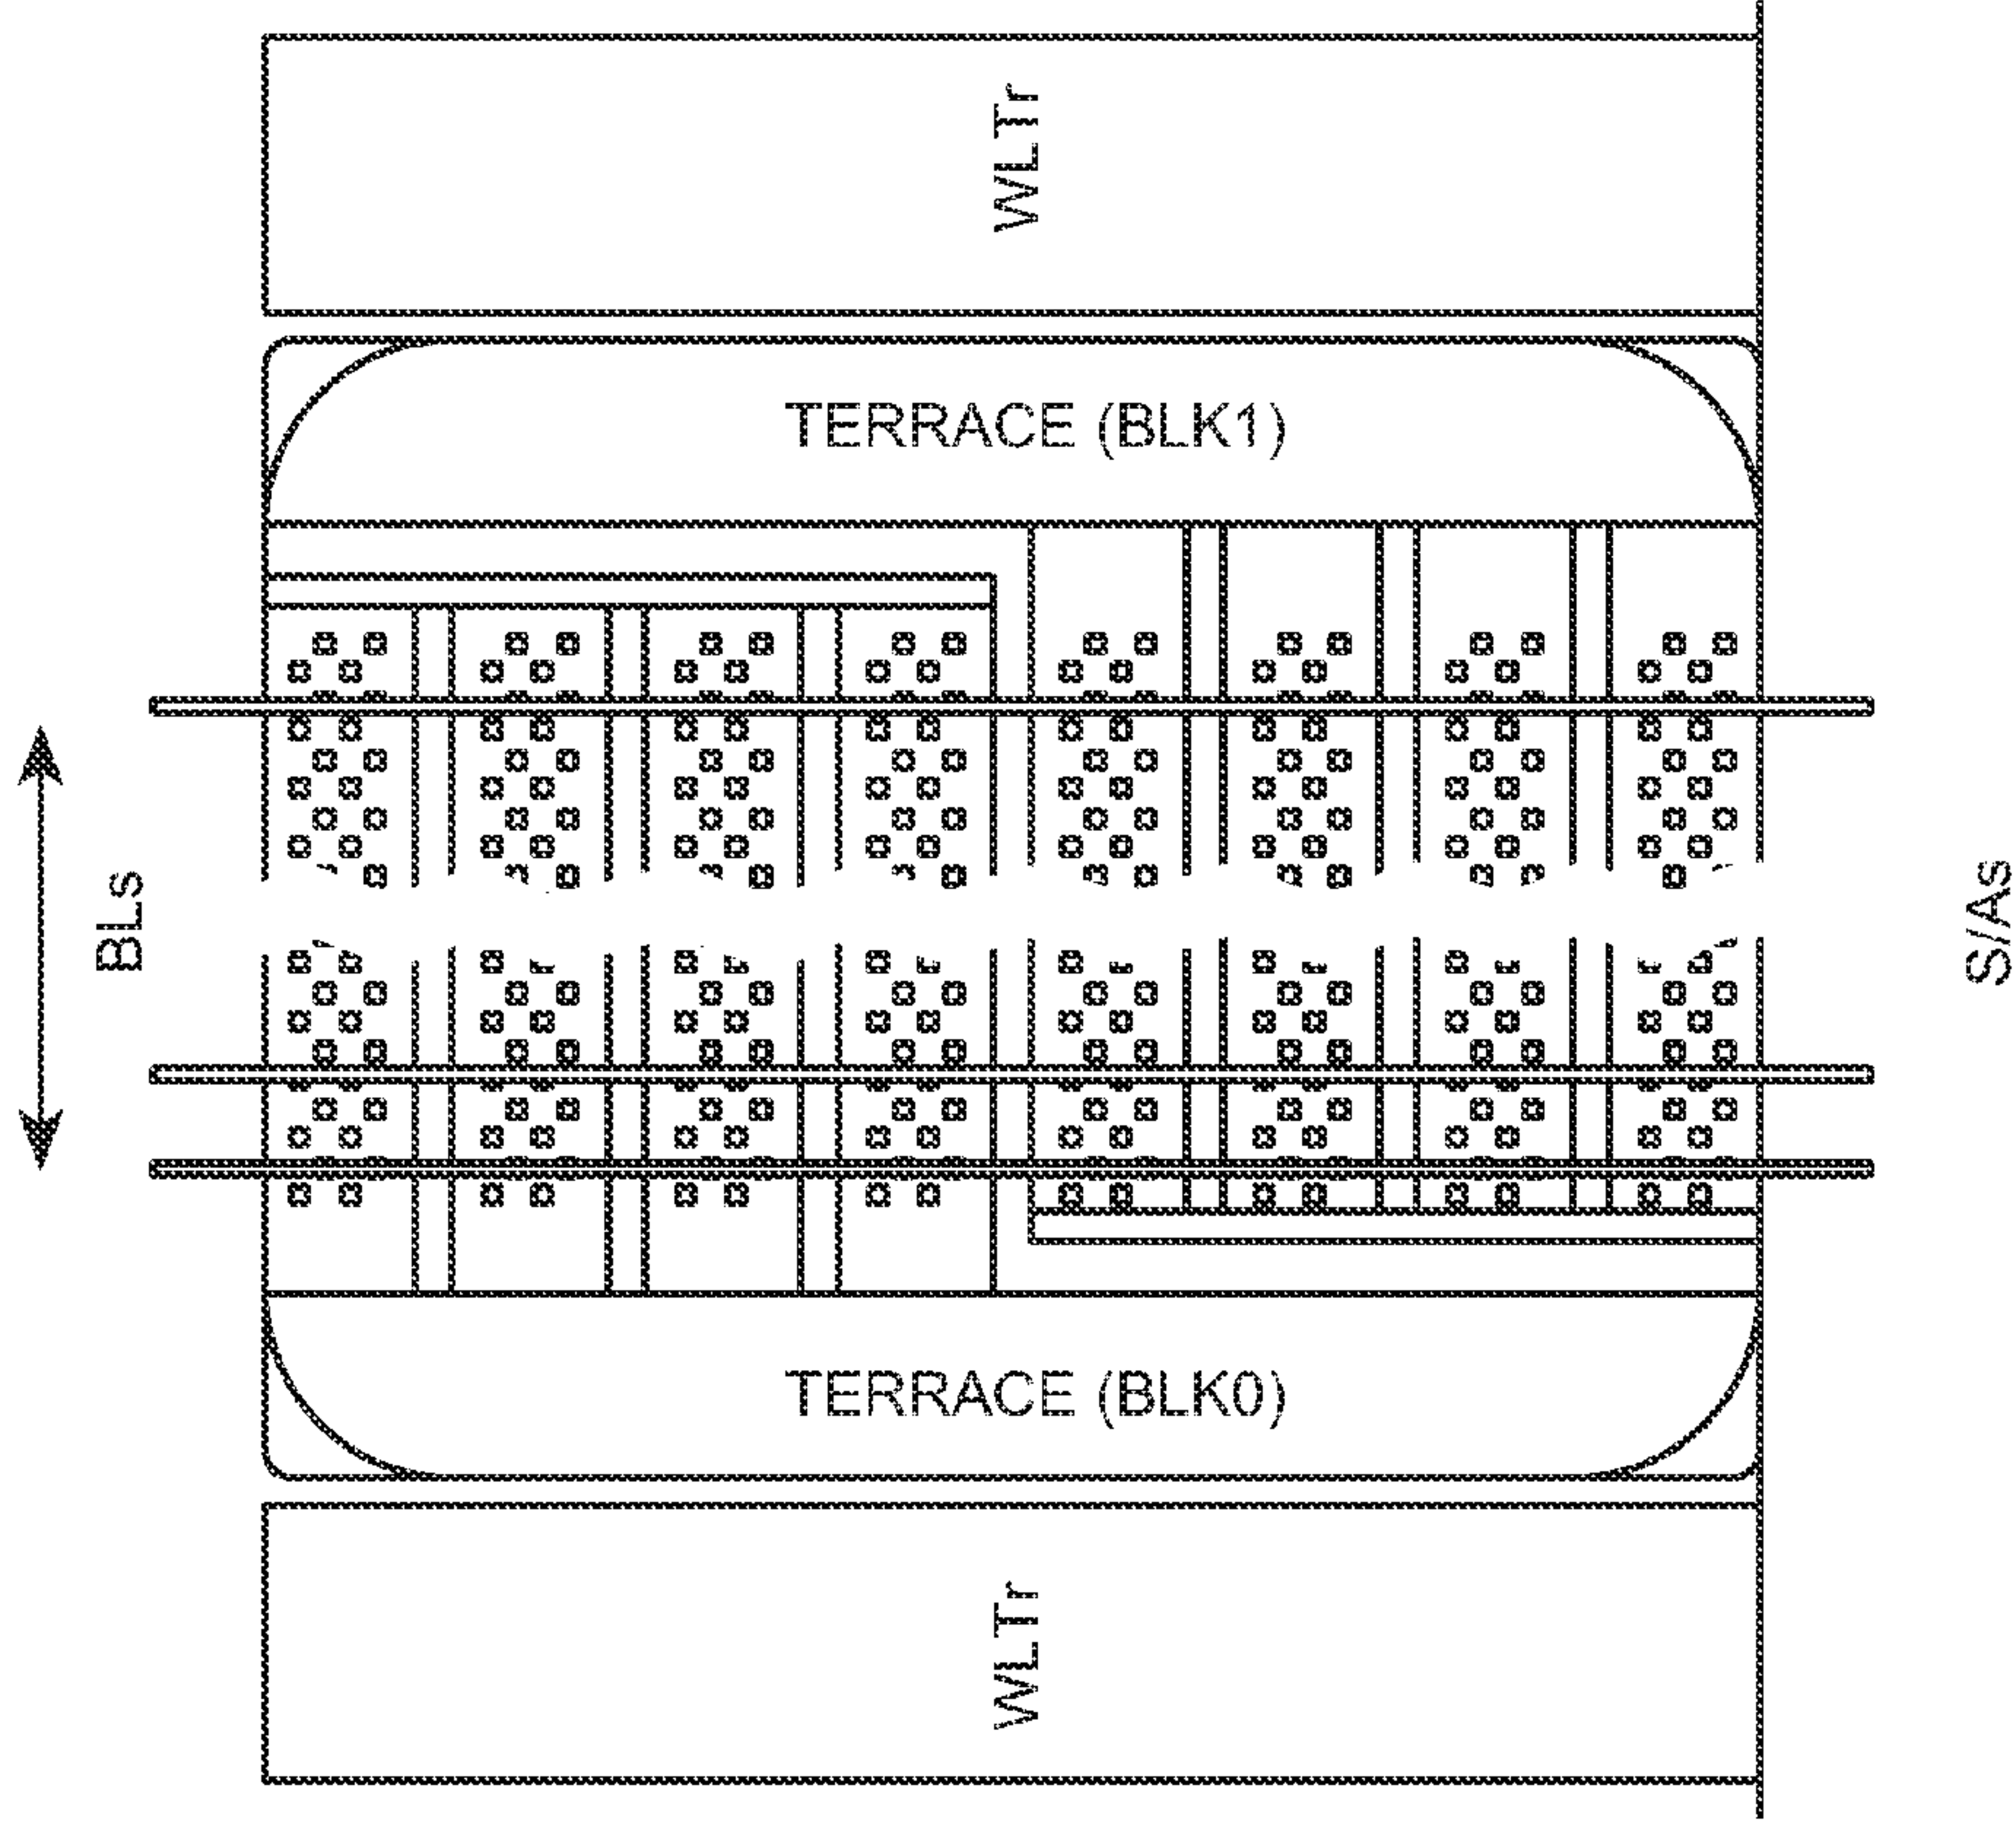 WLTr
TERRACE (BLK1)
BLs
S/As
TERRACE (BLK0)
WLTr